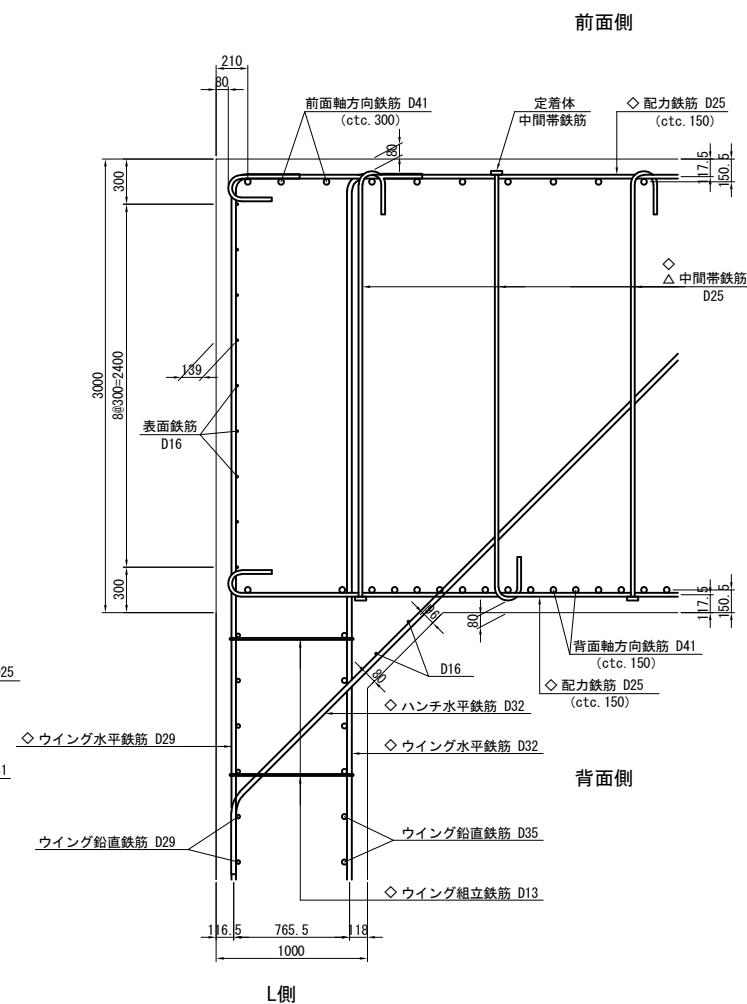 前面側
210
80
前面軸方向鉄筋 D41
(ctc.300)
定着体
中間帯鉄筋
◇ 配力鉄筋 D25
(ctc.150)
80
117.5
150.5
300
3000
8@300=2400
139
表面鉄筋
D16
◇
△ 中間帯鉄筋
D25
300
117.5
150.5
80
背面軸方向鉄筋 D41
(ctc.150)
D16
80
◇ 配力鉄筋 D25
(ctc.150)
D25
◇ ハンチ水平鉄筋 D32
◇ ウイング水平鉄筋 D29
◇ ウイング水平鉄筋 D32
背面側
1
ウイング鉛直鉄筋 D29
ウイング鉛直鉄筋 D35
◇ ウイング組立鉄筋 D13
116.5
765.5
118
1000
L側